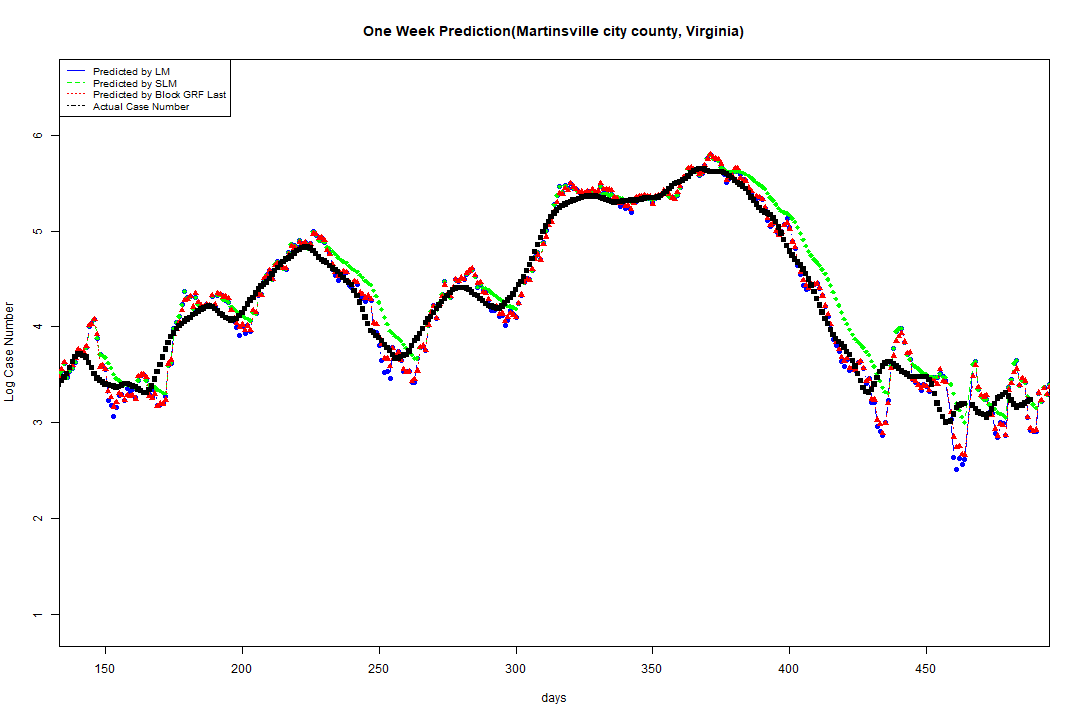 One Week Prediction(Martinsville city county, Virginia)
Predicted by LM
Predicted by SLM
Predicted by Block GRF Last
Actual Case Number
6
5
4
3
2
1
Log Case Number
150 200 250 300 350 400 450
days